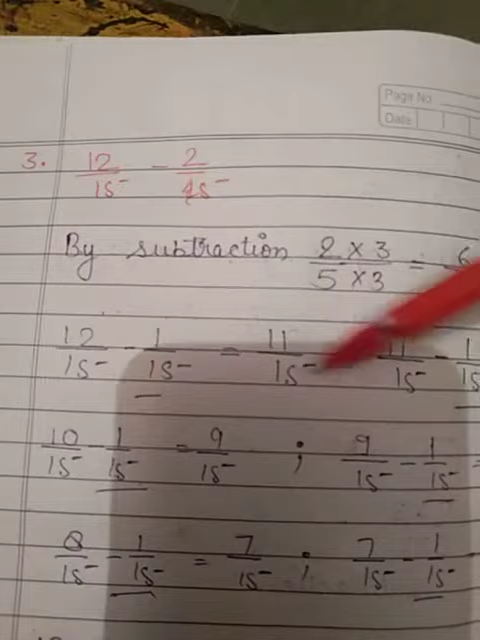 Page No.
Date
3. 12/15 - 2/5
By subtraction 2 x 3 / 5 x 3 = 6
12/15 - 1/15 = 11/15 11/15 - 1/15
10/15 - 1/15 = 9/15 ; 9/15 - 1/15 =
8/15 - 1/15 = 7/15 ; 7/15 - 1/15